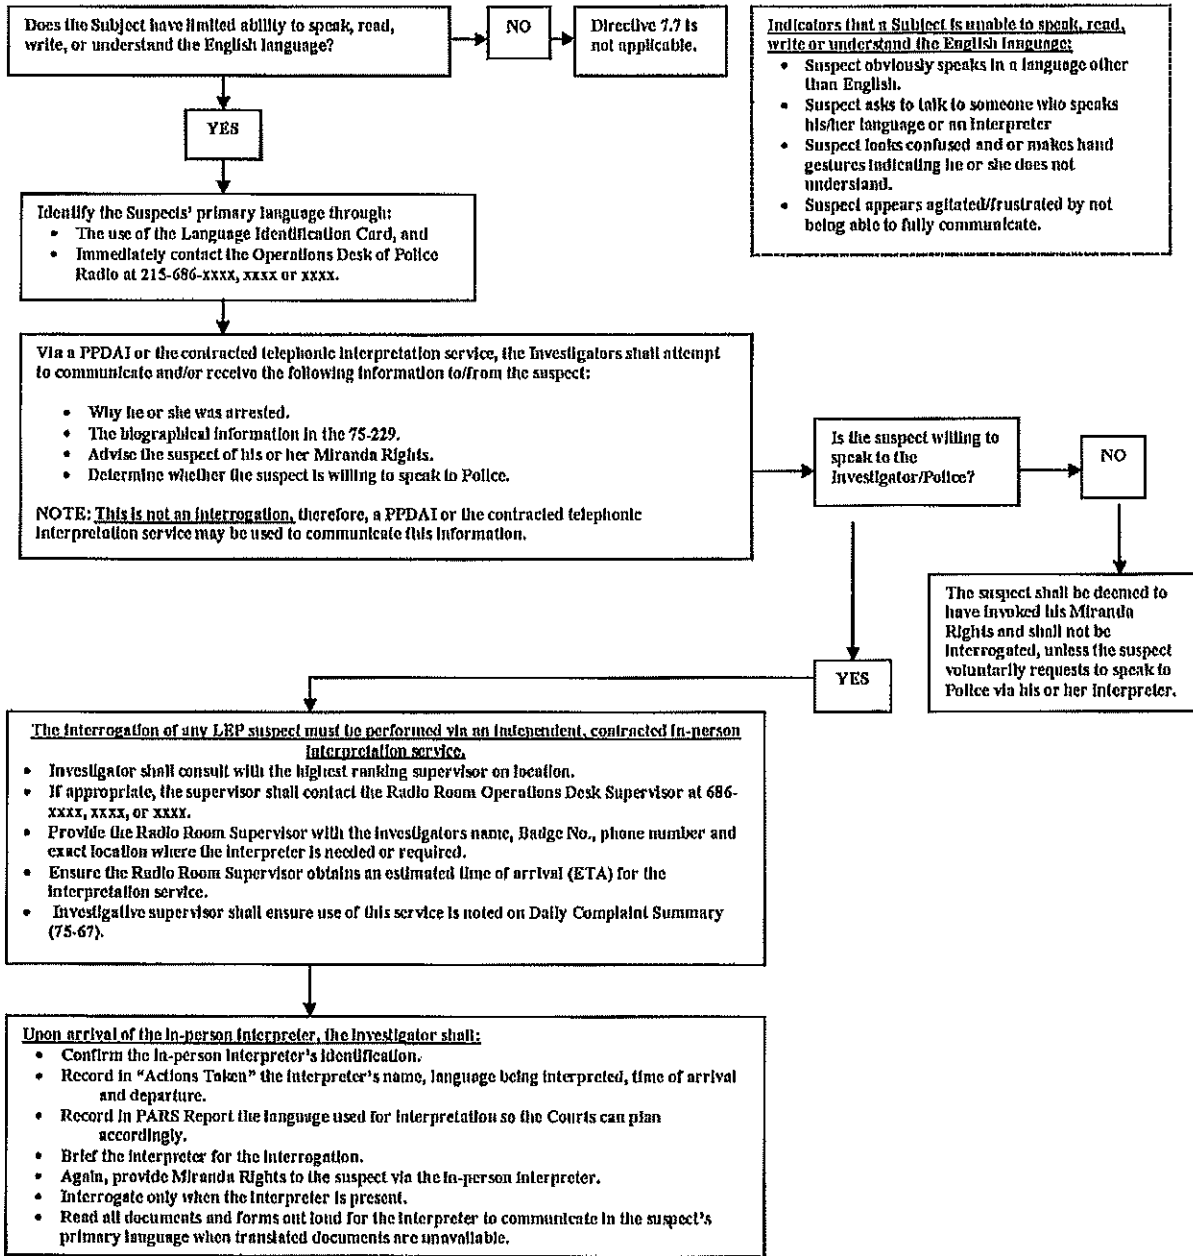 Does the Subject have limited ability to speak, read,
write, or understand the English language?
NO
Directive 7.7 is
not applicable.
Indicators that a Subject is unable to speak, read,
write or understand the English language:
• Suspect obviously speaks in a language other
than English.
• Suspect asks to talk to someone who speaks
his/her language or an Interpreter
• Suspect looks confused and or makes hand
gestures indicating he or she does not
understand.
• Suspect appears agitated/frustrated by not
being able to fully communicate.
YES
Identify the Suspects' primary language through:
• The use of the Language Identification Card, and
• Immediately contact the Operations Desk of Police
Radio at 215-686-xxxx, xxxx or xxxx.
Via a PPDAI or the contracted telephonic interpretation service, the Investigators shall attempt
to communicate and/or receive the following information to/from the suspect:
• Why he or she was arrested.
• The biographical information in the 75-229.
• Advise the suspect of his or her Miranda Rights.
• Determine whether the suspect is willing to speak to Police.
NOTE: This is not an interrogation, therefore, a PPDAI or the contracted telephonic
interpretation service may be used to communicate this information.
Is the suspect willing to
speak to the
Investigator/Police?
NO
The suspect shall be deemed to
have invoked his Miranda
Rights and shall not be
interrogated, unless the suspect
voluntarily requests to speak to
Police via his or her interpreter.
YES
The interrogation of any LEP suspect must be performed via an independent, contracted in-person
interpretation service.
• Investigator shall consult with the highest ranking supervisor on location.
• If appropriate, the supervisor shall contact the Radio Room Operations Desk Supervisor at 686-
xxxx, xxxx, or xxxx.
• Provide the Radio Room Supervisor with the investigators name, Badge No., phone number and
exact location where the interpreter is needed or required.
• Ensure the Radio Room Supervisor obtains an estimated time of arrival (ETA) for the
interpretation service.
• Investigative supervisor shall ensure use of this service is noted on Daily Complaint Summary
(75-67).
Upon arrival of the in-person interpreter, the Investigator shall:
• Confirm the in-person interpreter's identification.
• Record in "Actions Taken" the interpreter's name, language being interpreted, time of arrival
and departure.
• Record in PARS Report the language used for interpretation so the Courts can plan
accordingly.
• Brief the interpreter for the interrogation.
• Again, provide Miranda Rights to the suspect via the in-person interpreter.
• Interrogate only when the interpreter is present.
• Read all documents and forms out loud for the interpreter to communicate in the suspect's
primary language when translated documents are unavailable.